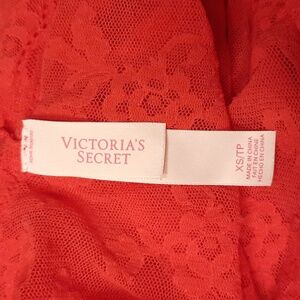 VICTORIA'S
SECRET
XS/TP
MADE IN CHINA
FAIT EN CHINE
HECHO EN CHINA